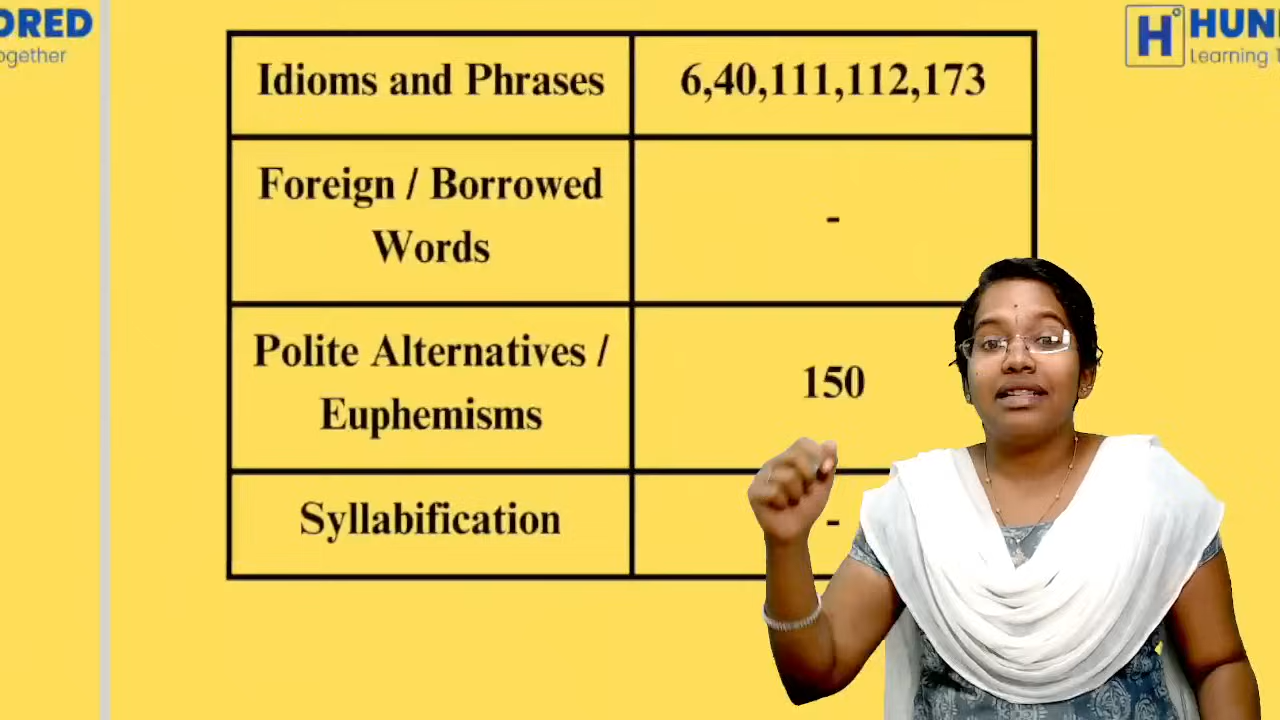 ORED
ogether
HUN
Learning
Idioms and Phrases 6,40,111,112,173
Foreign / Borrowed
Words -
Polite Alternatives /
Euphemisms 150
Syllabification -